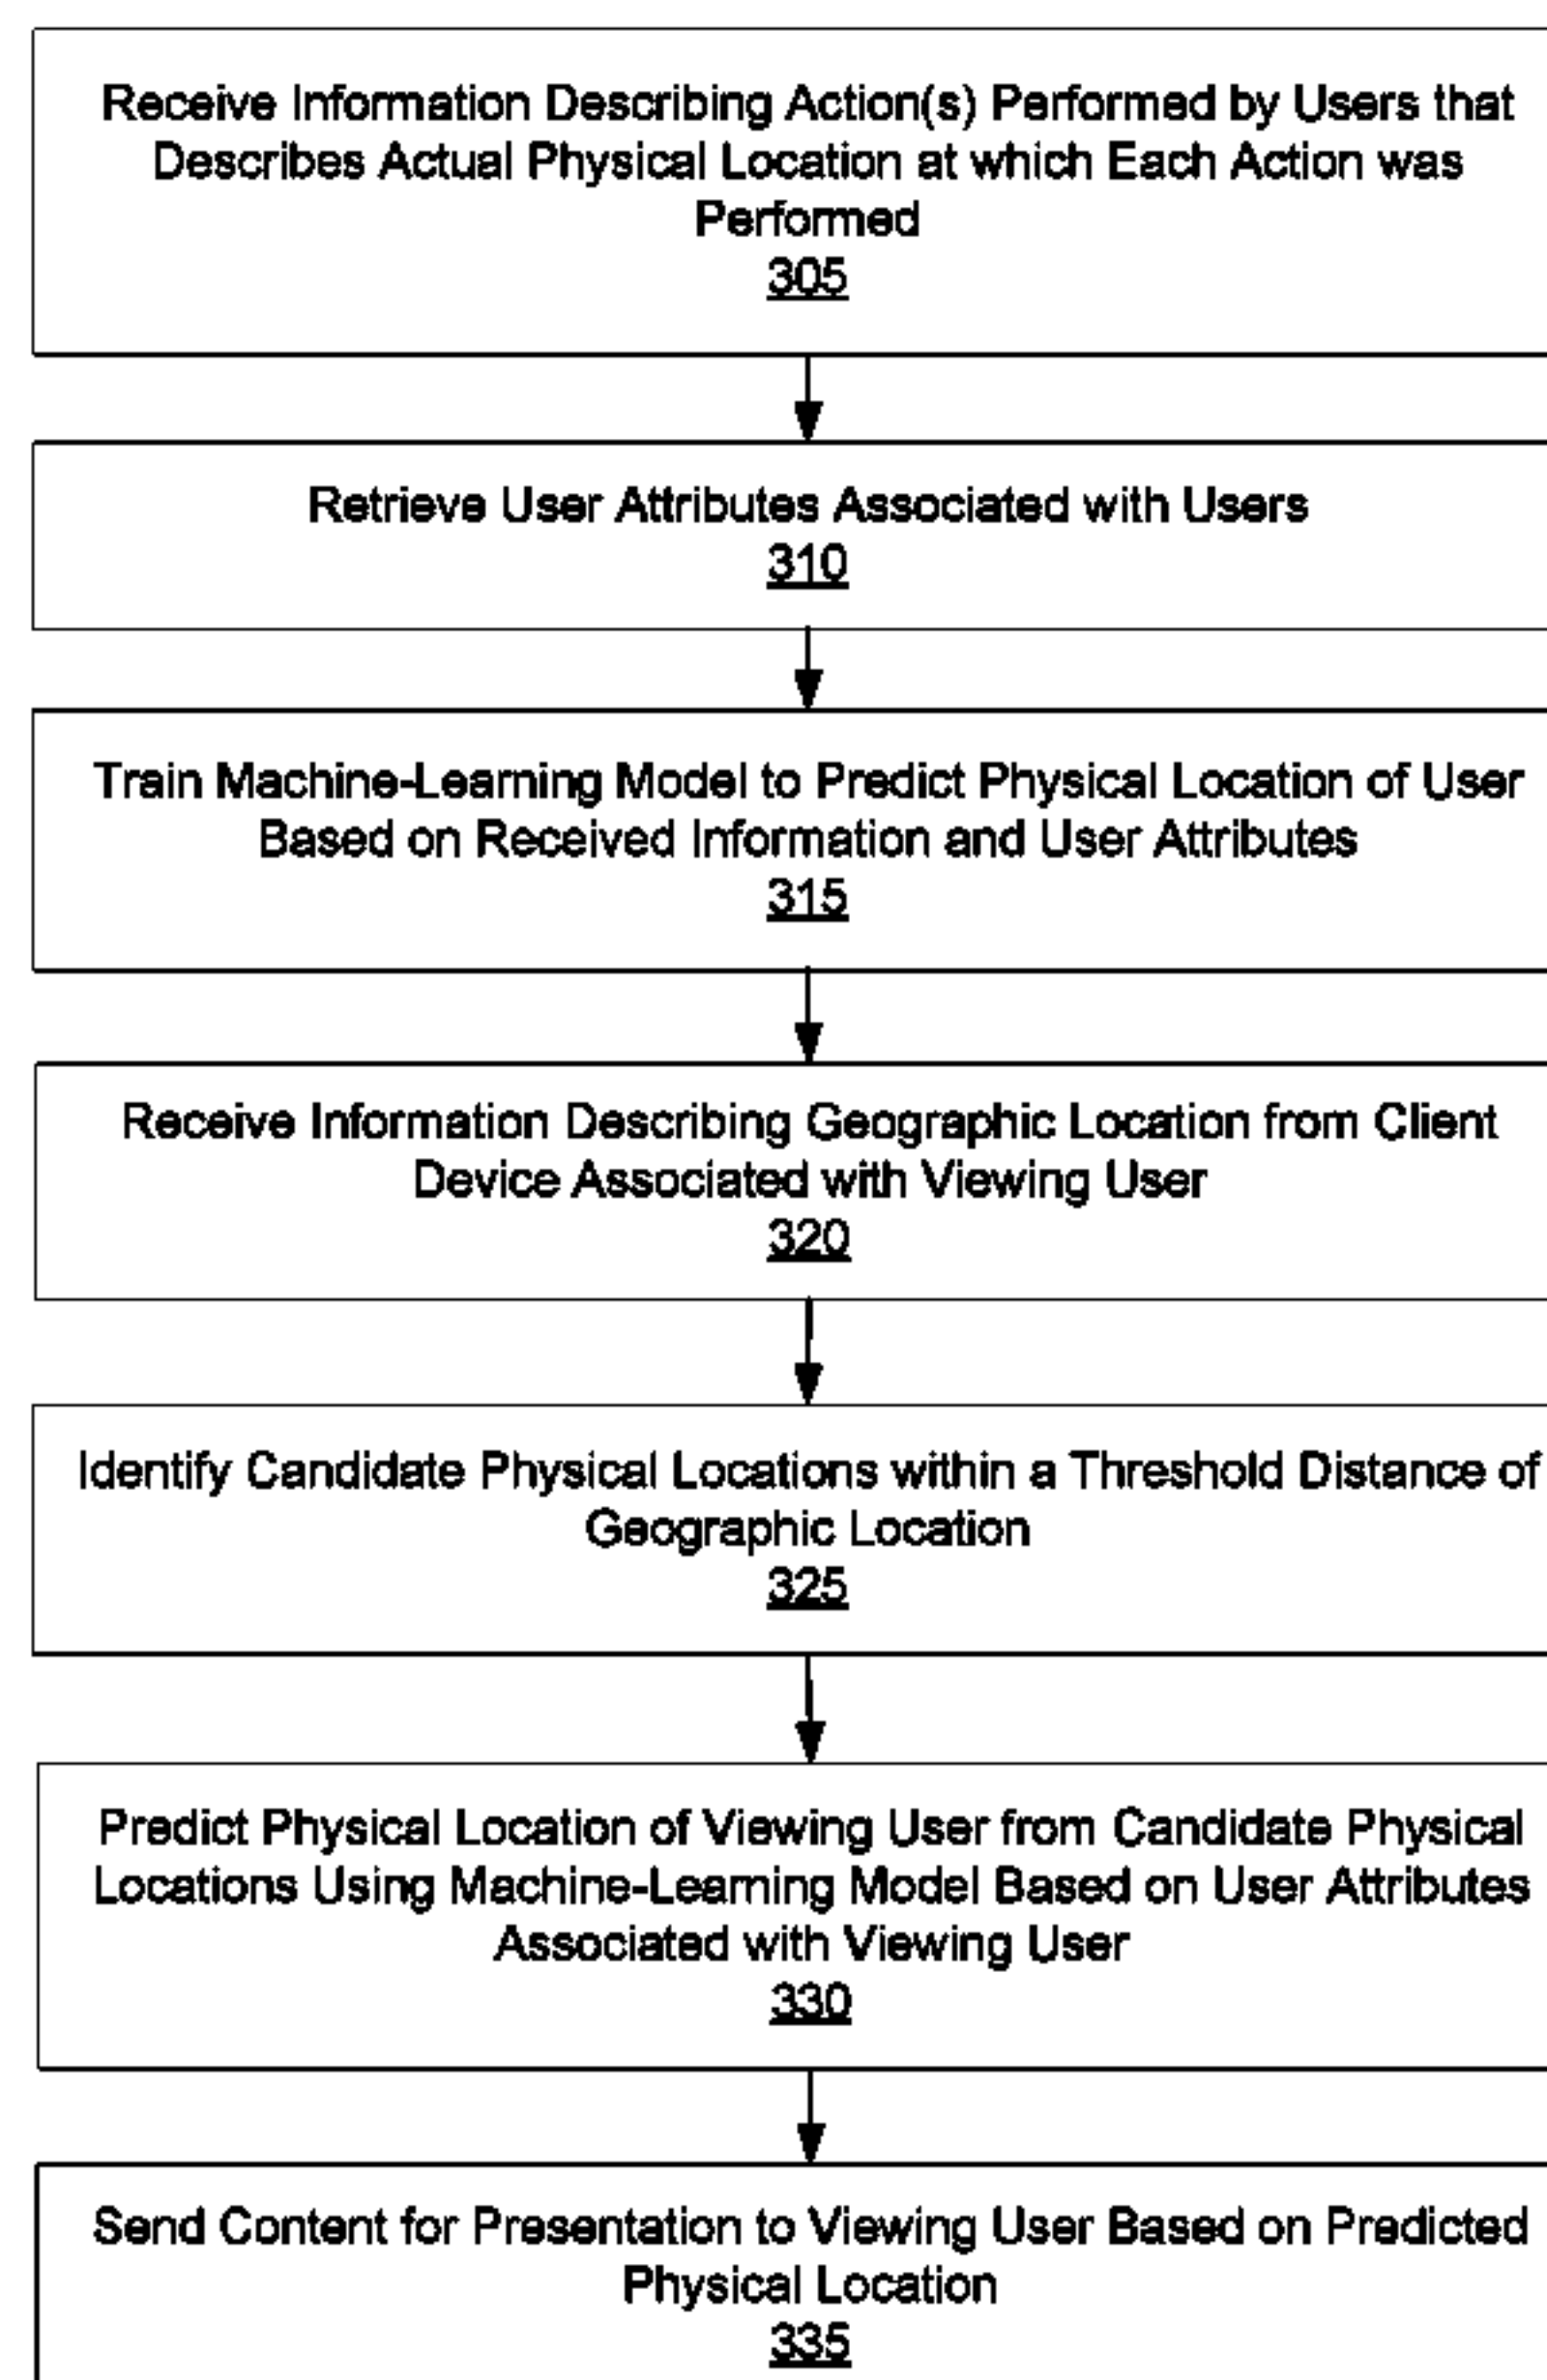 Receive Information Describing Action(s) Performed by Users that
Describes Actual Physical Location at which Each Action was
Performed
305
Retrieve User Attributes Associated with Users
310
Train Machine-Learning Model to Predict Physical Location of User
Based on Received Information and User Attributes
315
Receive Information Describing Geographic Location from Client
Device Associated with Viewing User
320
Identify Candidate Physical Locations within a Threshold Distance of
Geographic Location
325
Predict Physical Location of Viewing User from Candidate Physical
Locations Using Machine-Learning Model Based on User Attributes
Associated with Viewing User
330
Send Content for Presentation to Viewing User Based on Predicted
Physical Location
335